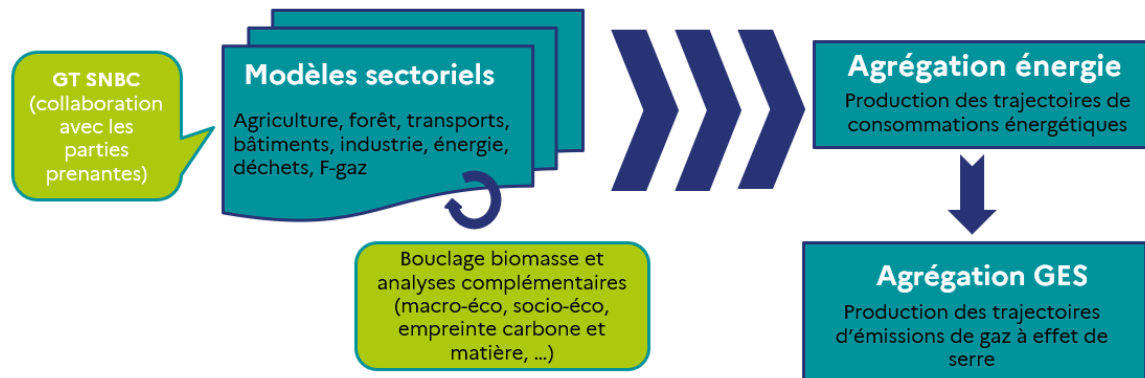 GT SNBC
(collaboration
avec les
parties
prenantes)
Modèles sectoriels
Agriculture, forêt, transports,
bâtiments, industrie, énergie,
déchets, F-gaz
Bouclage biomasse et
analyses complémentaires
(macro-éco, socio-éco,
empreinte carbone et
matière, ...)
Agrégation énergie
Production des trajectoires de
consommations énergétiques
Agrégation GES
Production des trajectoires
d'émissions de gaz à effet de
serre